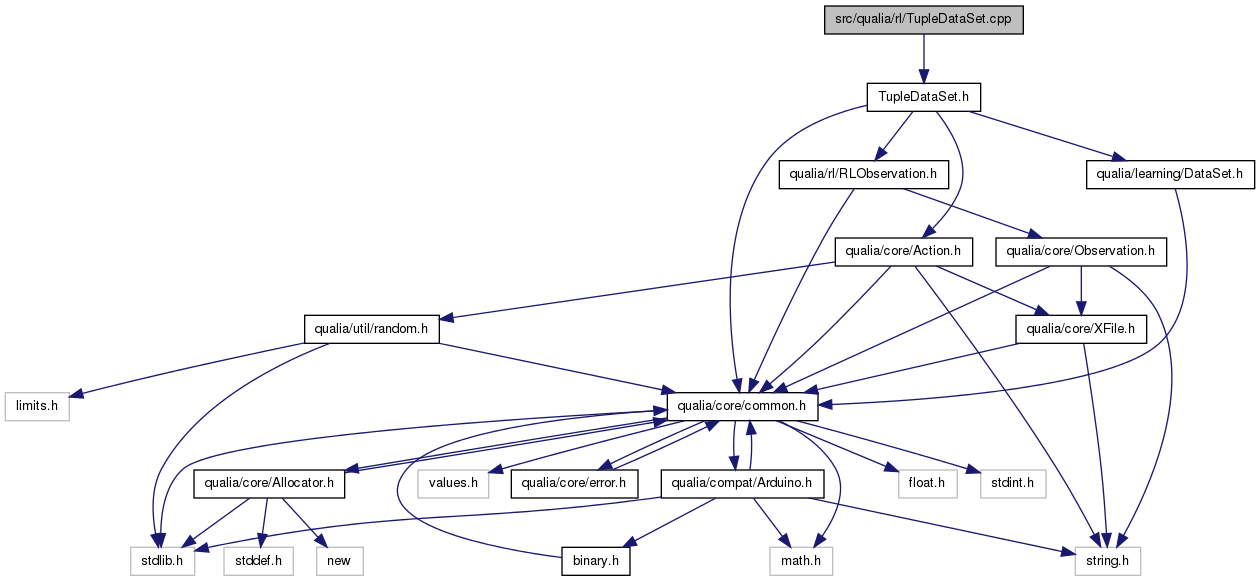 src/qualia/rl/TupleDataSet.cpp
TupleDataSet.h
qualia/rl/RLObservation.h
qualia/learning/DataSet.h
qualia/core/Action.h
qualia/core/Observation.h
qualia/util/random.h
qualia/core/XFile.h
limits.h
qualia/core/common.h
qualia/core/Allocator.h
values.h
qualia/core/error.h
qualia/compat/Arduino.h
float.h
stdint.h
stdlib.h
stddef.h
new
binary.h
math.h
string.h